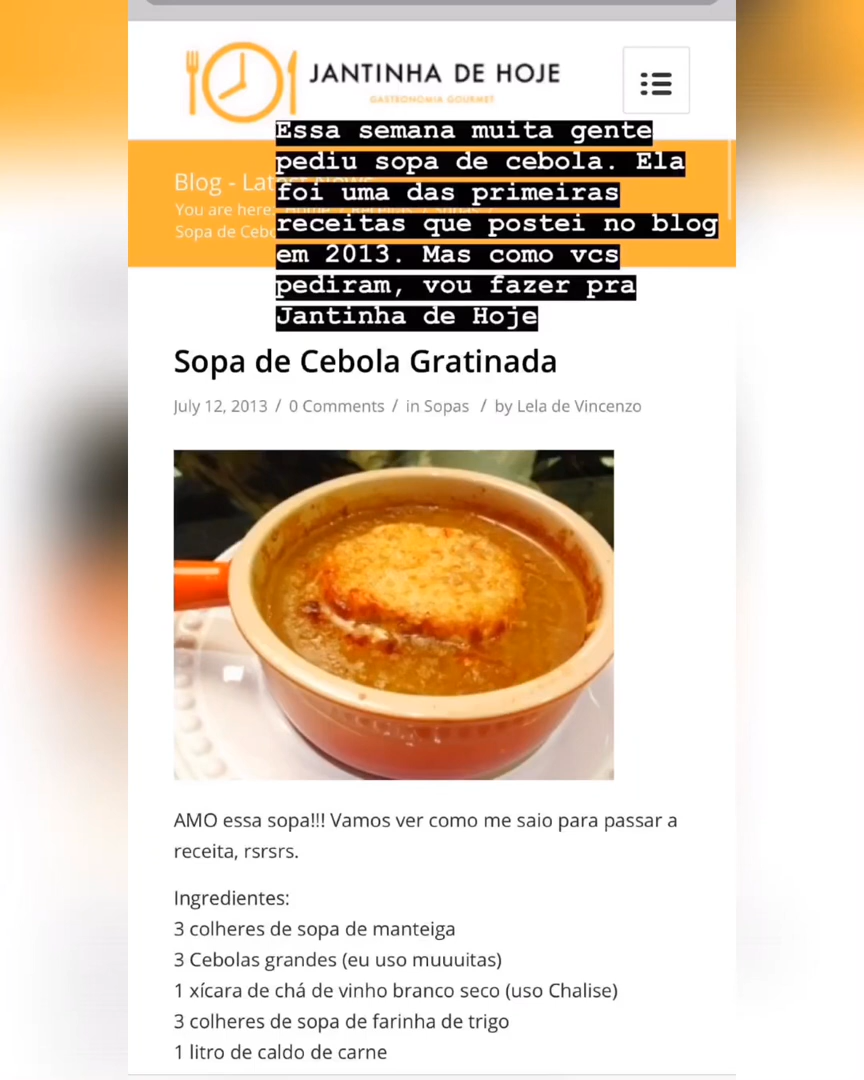 JANTINHA DE HOJE
GASTRONOMIA GOURMET
Essa semana muita gente
pediu sopa de cebola. Ela
foi uma das primeiras
receitas que postei no blog
em 2013. Mas como vcs
pediram, vou fazer pra
Jantinha de Hoje
Blog - Latest News
You are here:
Sopa de Cebo
Sopa de Cebola Gratinada
July 12, 2013 / 0 Comments / in Sopas / by Lela de Vincenzo
AMO essa sopa!!! Vamos ver como me saio para passar a
receita, rsrsrs.
Ingredientes:
3 colheres de sopa de manteiga
3 Cebolas grandes (eu uso muuuitas)
1 xícara de chá de vinho branco seco (uso Chalise)
3 colheres de sopa de farinha de trigo
1 litro de caldo de carne